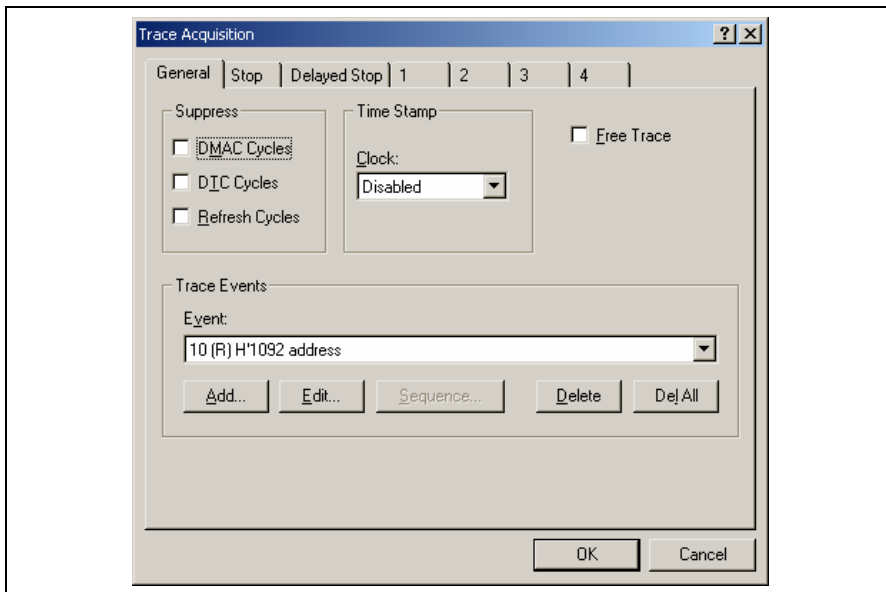 Trace Acquisition
General Stop Delayed Stop 1 2 3 4
Suppress
DMAC Cycles
DTC Cycles
Refresh Cycles
Time Stamp
Clock:
Disabled
Free Trace
Trace Events
Event:
10 (R) H'1092 address
Add... Edit... Sequence... Delete Del All
OK Cancel